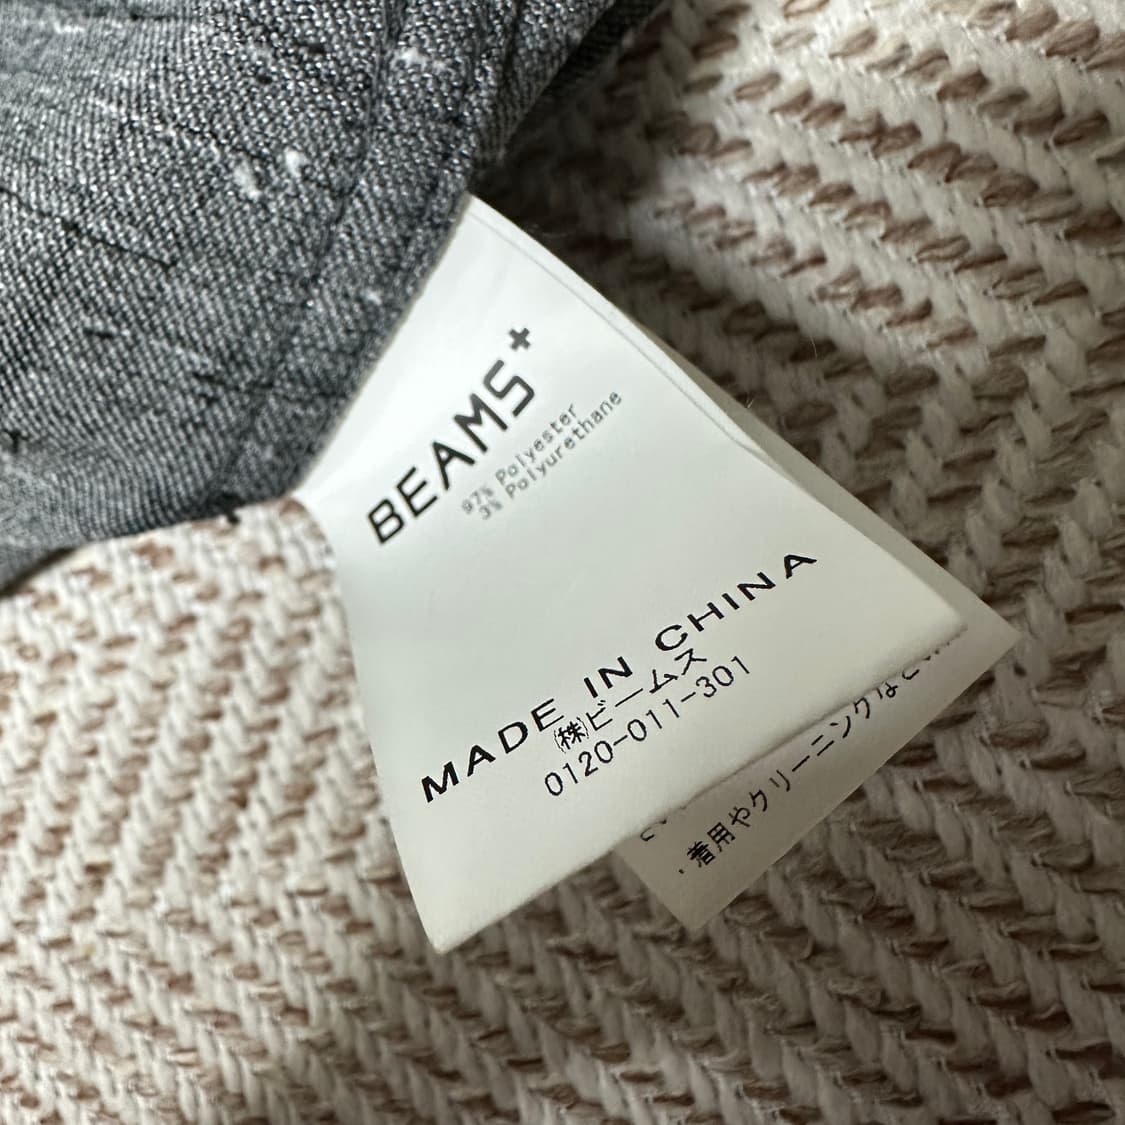 BEAMS+
97% Polyester
3% Polyurethane
MADE IN CHINA
㈱ビームス
0120-011-301
・着用やクリーニングなど